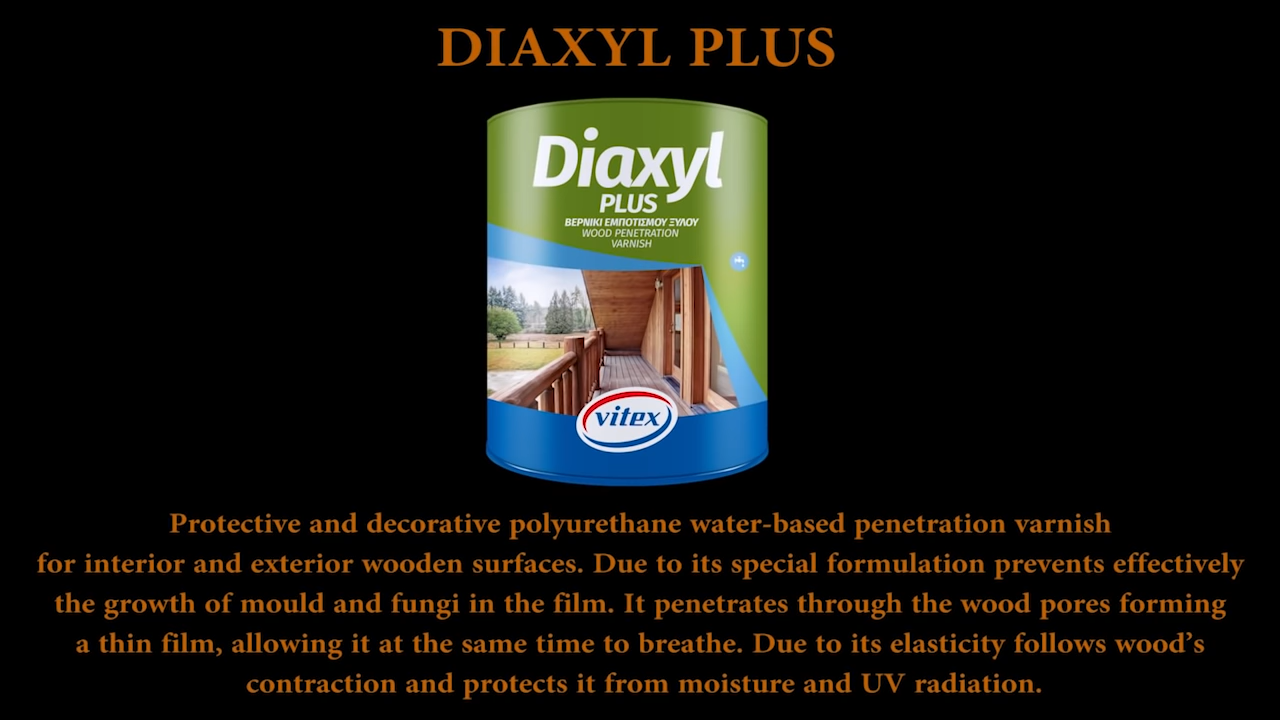 DIAXYL PLUS
Diaxyl
PLUS
ΒΕΡΝΙΚΙ ΕΜΠΟΤΙΣΜΟΥ ΞΥΛΟΥ
WOOD PENETRATION
VARNISH
vitex
Protective and decorative polyurethane water-based penetration varnish
for interior and exterior wooden surfaces. Due to its special formulation prevents effectively
the growth of mould and fungi in the film. It penetrates through the wood pores forming
a thin film, allowing it at the same time to breathe. Due to its elasticity follows wood’s
contraction and protects it from moisture and UV radiation.